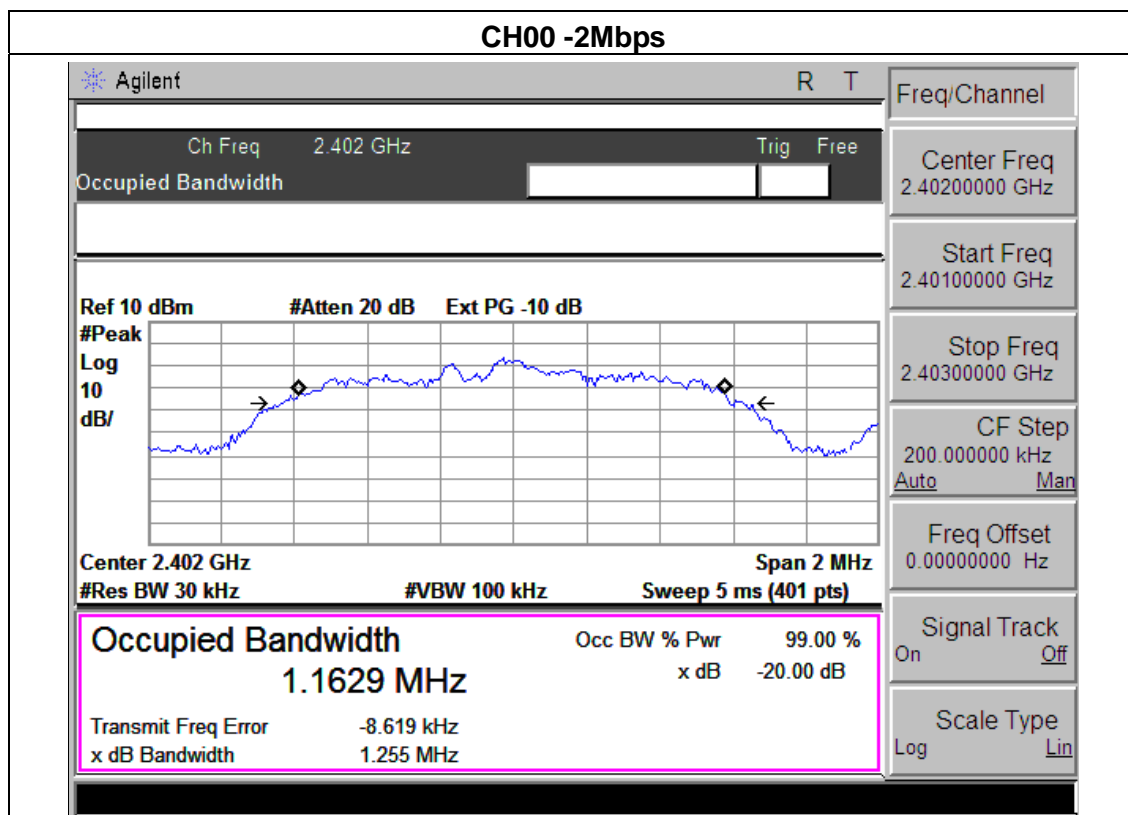 CH00 -2Mbps
Agilent R T
Ch Freq 2.402 GHz Trig Free
Occupied Bandwidth
Ref 10 dBm #Atten 20 dB Ext PG -10 dB
#Peak
Log
10
dB/
Center 2.402 GHz Span 2 MHz
#Res BW 30 kHz #VBW 100 kHz Sweep 5 ms (401 pts)
Occupied Bandwidth Occ BW % Pwr 99.00 %
1.1629 MHz x dB -20.00 dB
Transmit Freq Error -8.619 kHz
x dB Bandwidth 1.255 MHz
Freq/Channel
Center Freq
2.40200000 GHz
Start Freq
2.40100000 GHz
Stop Freq
2.40300000 GHz
CF Step
200.000000 kHz
Auto Man
Freq Offset
0.00000000 Hz
Signal Track
On Off
Scale Type
Log Lin